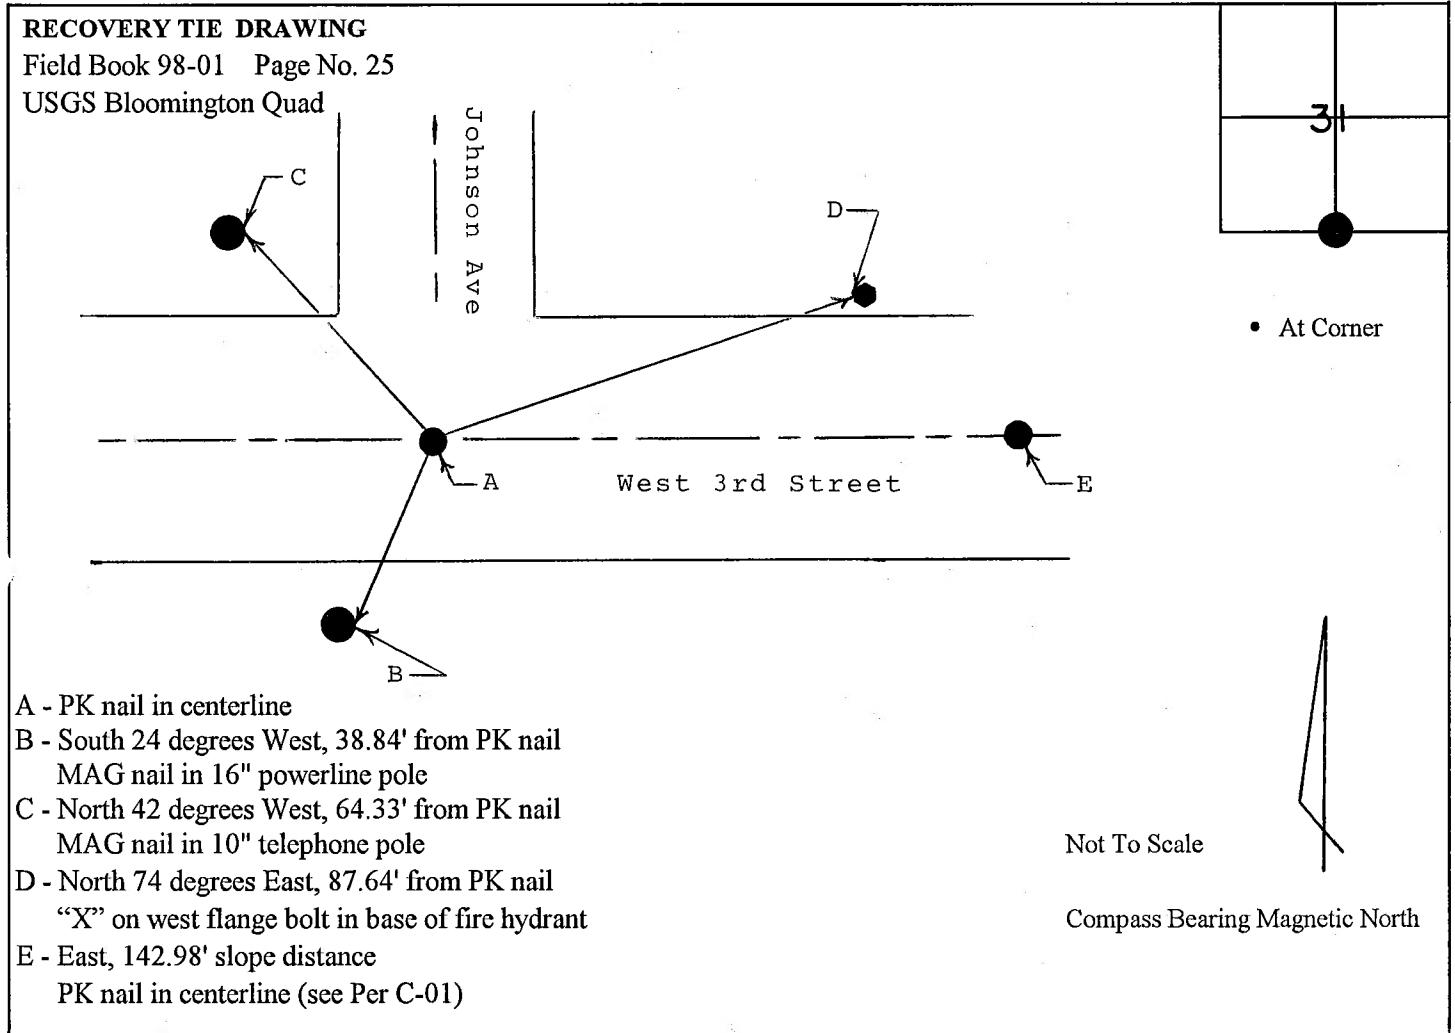 RECOVERY TIE DRAWING
Field Book 98-01 Page No. 25
USGS Bloomington Quad
Johnson Ave
C
D
31
• At Corner
A
West 3rd Street
E
B
A - PK nail in centerline
B - South 24 degrees West, 38.84' from PK nail
MAG nail in 16" powerline pole
C - North 42 degrees West, 64.33' from PK nail
MAG nail in 10" telephone pole
D - North 74 degrees East, 87.64' from PK nail
“X” on west flange bolt in base of fire hydrant
E - East, 142.98' slope distance
PK nail in centerline (see Per C-01)
Not To Scale
Compass Bearing Magnetic North